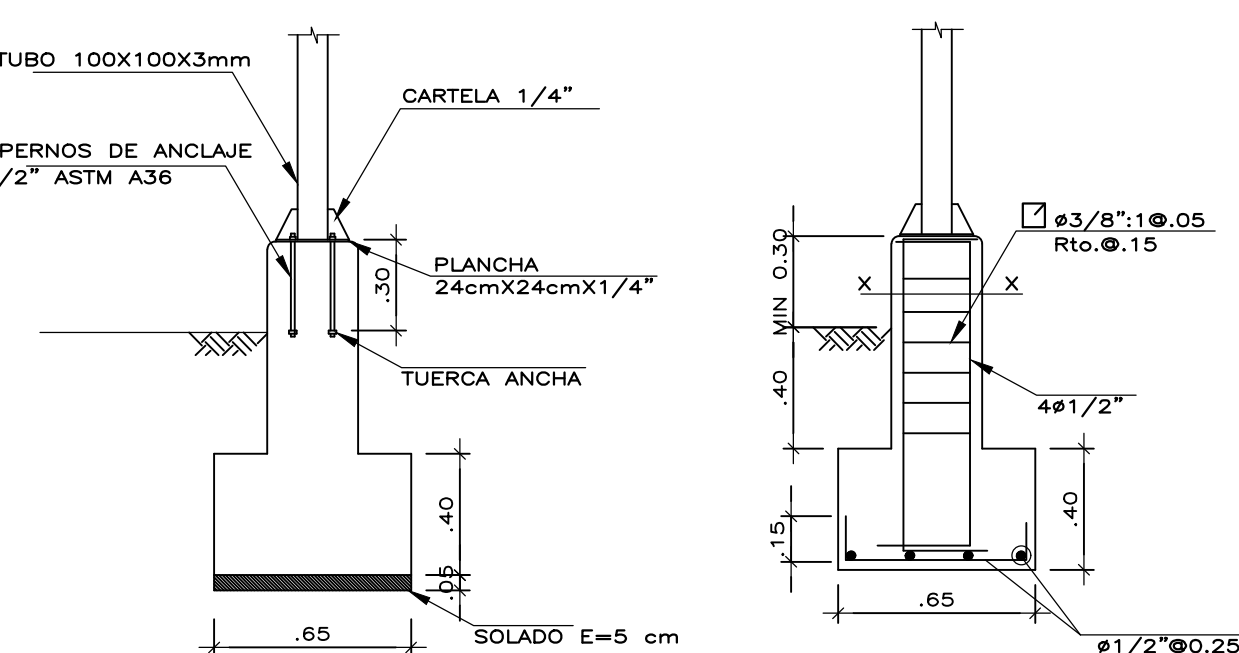 TUBO 100X100X3mm
CARTELA 1/4"
PERNOS DE ANCLAJE
/2" ASTM A36
.30
PLANCHA
24cmX24cmX1/4"
TUERCA ANCHA
.40
.05
.65
SOLADO E=5 cm
MIN 0.30
ø3/8":1@.05
Rto.@.15
X X
.40
4ø1/2"
.15
.40
.65
ø1/2"@0.25